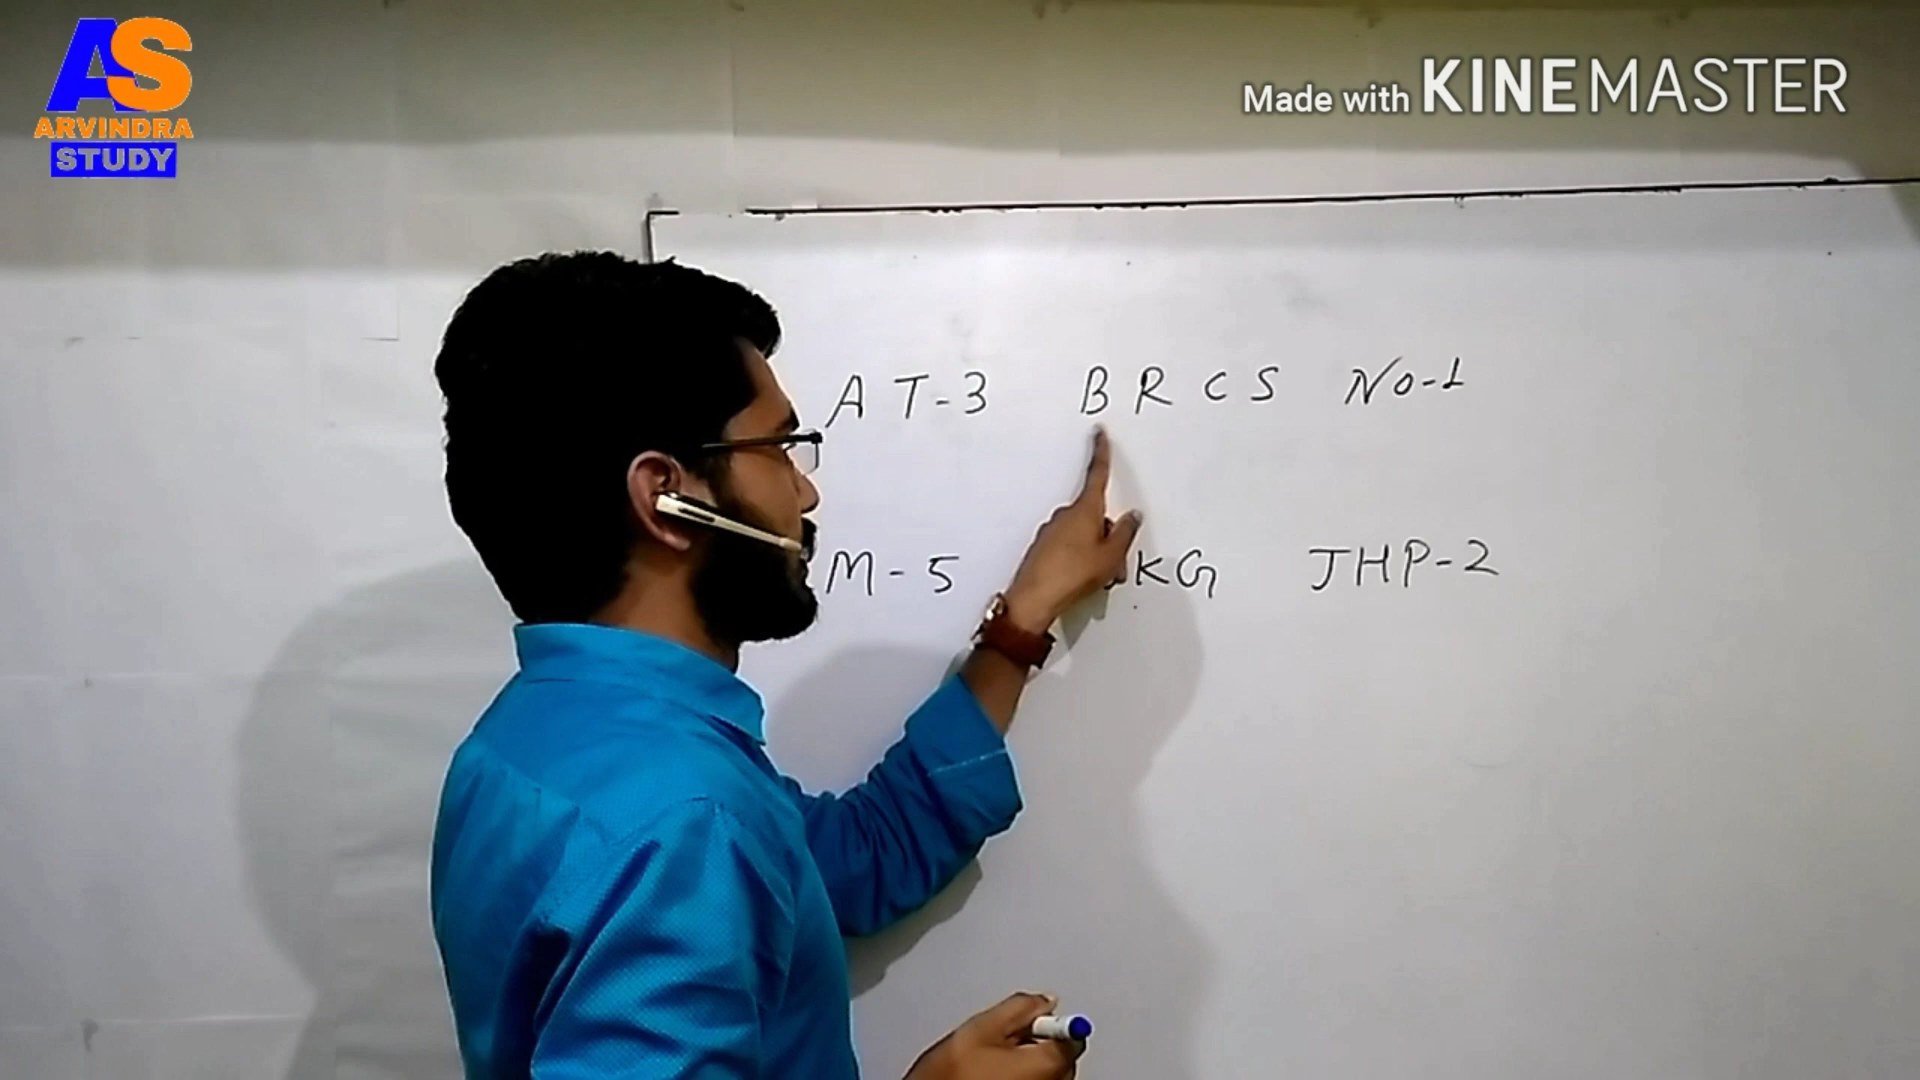 AS
ARVINDRA
STUDY
Made with KINEMASTER
AT-3 BRCS NO-1
M-5 KG JHP-2